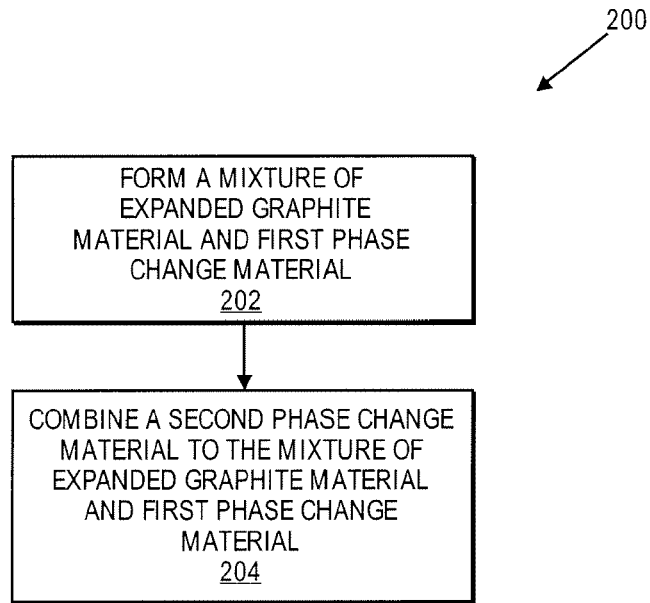 200
FORM A MIXTURE OF
EXPANDED GRAPHITE
MATERIAL AND FIRST PHASE
CHANGE MATERIAL
202
COMBINE A SECOND PHASE CHANGE
MATERIAL TO THE MIXTURE OF
EXPANDED GRAPHITE MATERIAL
AND FIRST PHASE CHANGE
MATERIAL
204